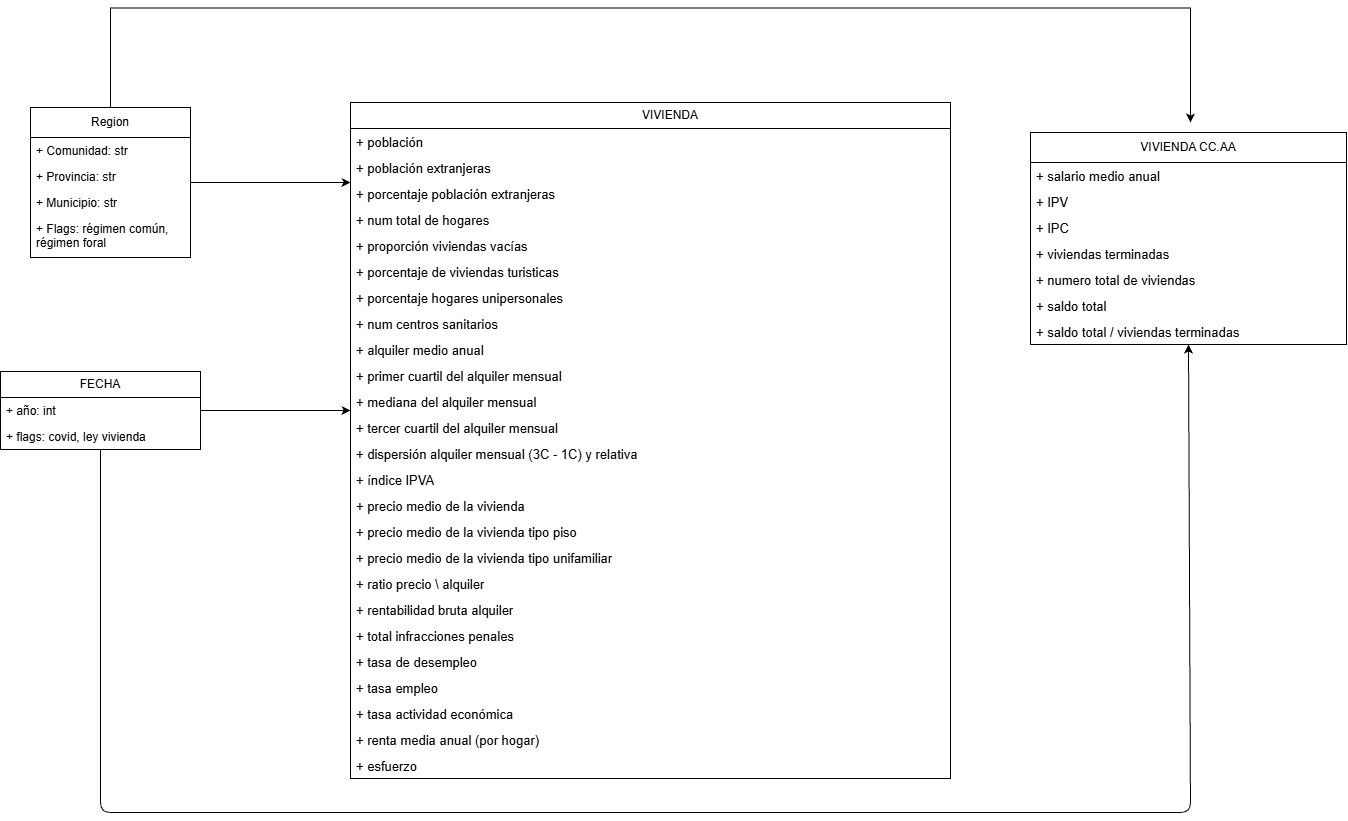 Region
+ Comunidad: str
+ Provincia: str
+ Municipio: str
+ Flags: régimen común,
régimen foral
FECHA
+ año: int
+ flags: covid, ley vivienda
VIVIENDA
+ población
+ población extranjeras
+ porcentaje población extranjeras
+ num total de hogares
+ proporción viviendas vacías
+ porcentaje de viviendas turisticas
+ porcentaje hogares unipersonales
+ num centros sanitarios
+ alquiler medio anual
+ primer cuartil del alquiler mensual
+ mediana del alquiler mensual
+ tercer cuartil del alquiler mensual
+ dispersión alquiler mensual (3C - 1C) y relativa
+ índice IPVA
+ precio medio de la vivienda
+ precio medio de la vivienda tipo piso
+ precio medio de la vivienda tipo unifamiliar
+ ratio precio \ alquiler
+ rentabilidad bruta alquiler
+ total infracciones penales
+ tasa de desempleo
+ tasa empleo
+ tasa actividad económica
+ renta media anual (por hogar)
+ esfuerzo
VIVIENDA CC.AA
+ salario medio anual
+ IPV
+ IPC
+ viviendas terminadas
+ numero total de viviendas
+ saldo total
+ saldo total / viviendas terminadas